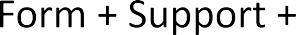 Form + Support +